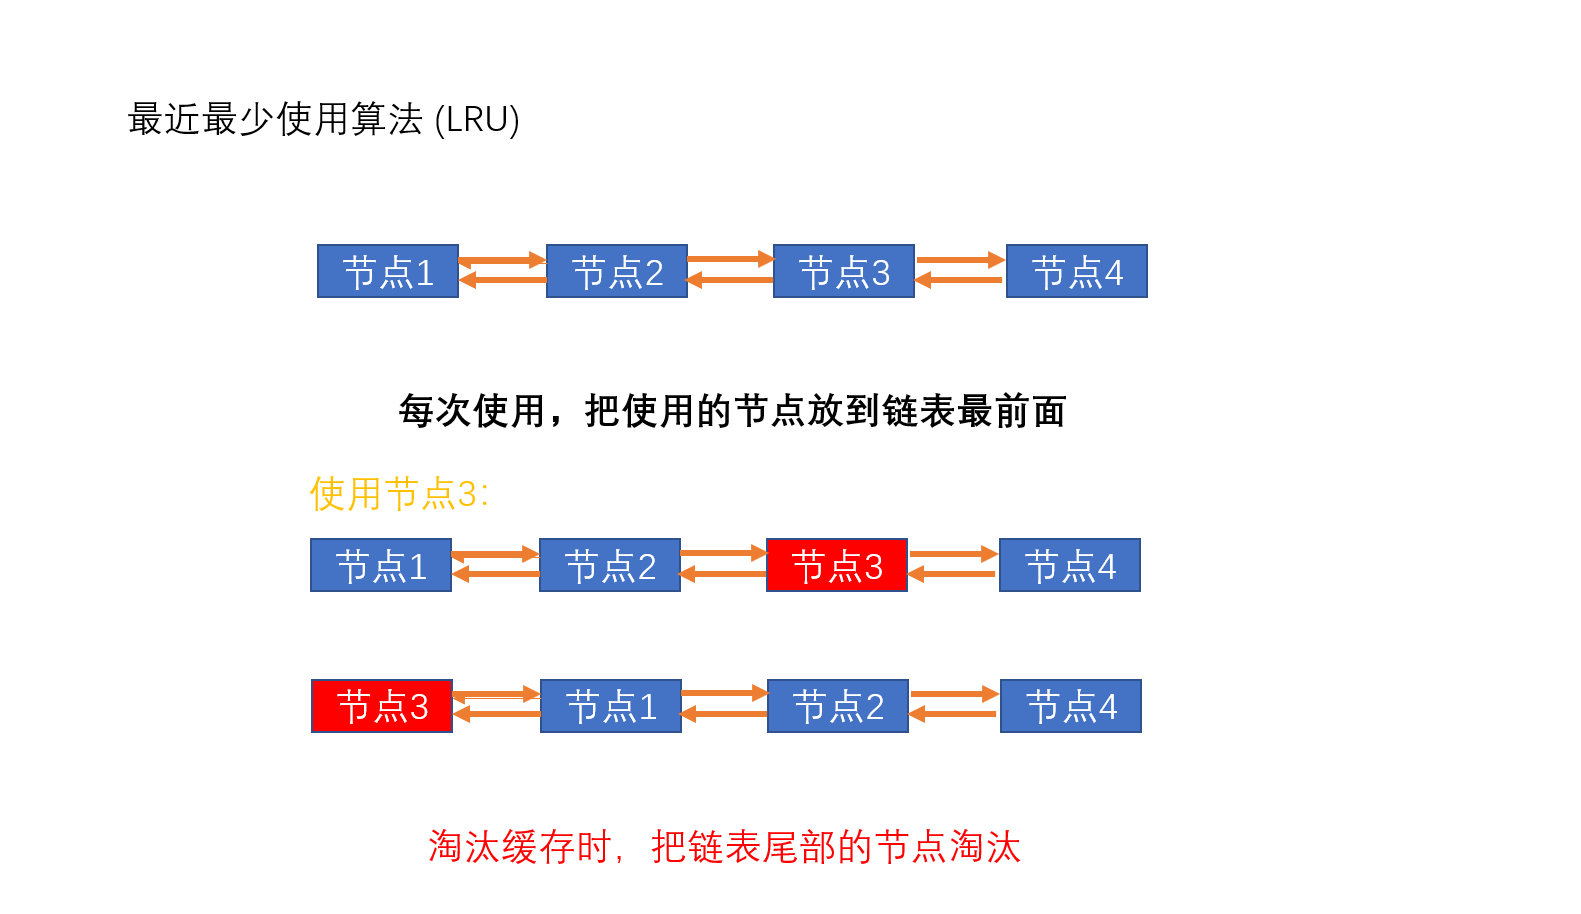 最近最少使用算法 (LRU)
节点1 节点2 节点3 节点4
每次使用，把使用的节点放到链表最前面
使用节点3：
节点1 节点2 节点3 节点4
节点3 节点1 节点2 节点4
淘汰缓存时，把链表尾部的节点淘汰